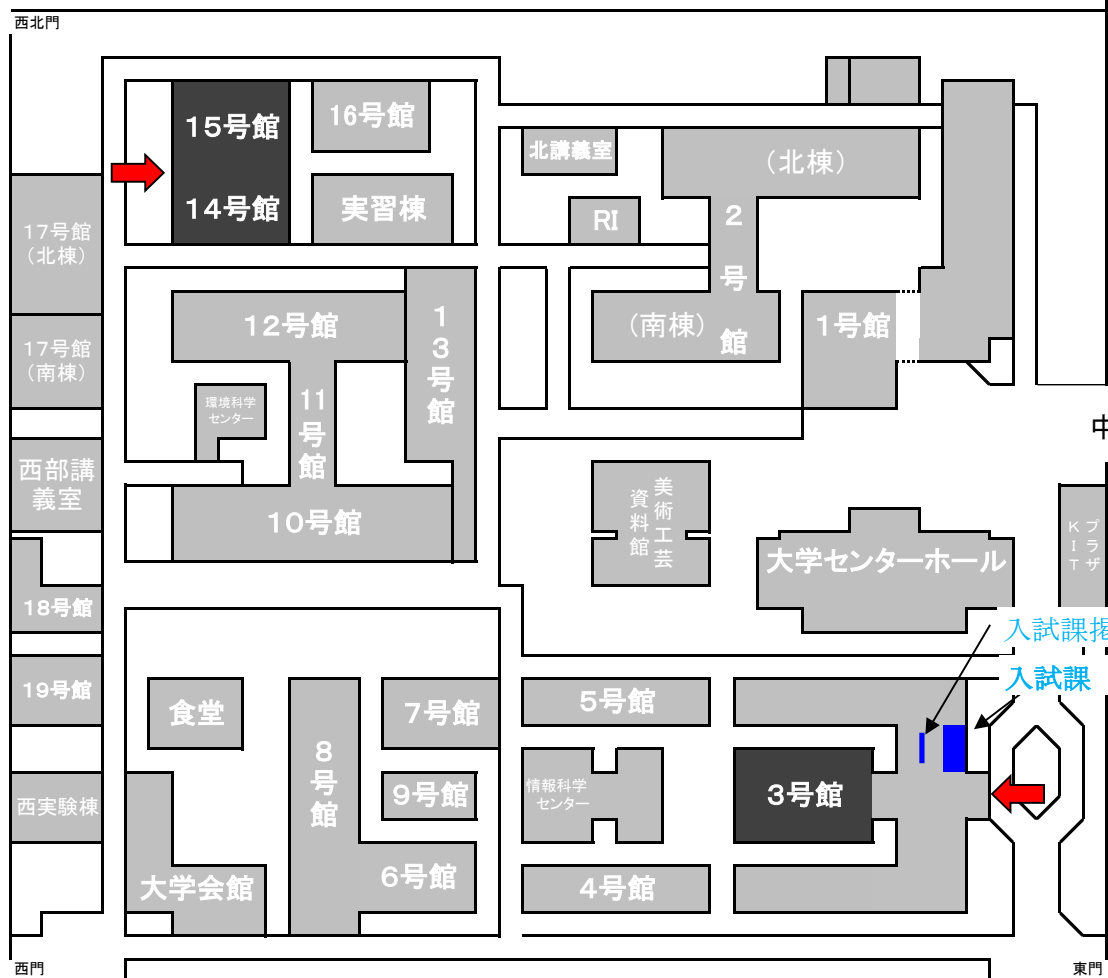 西北門
15号館
14号館
16号館
実習棟
北講義室
RI
（北棟）
2号館
（南棟）
1号館
17号館
（北棟）
17号館
（南棟）
12号館
13号館
環境科学
センター
11号館
10号館
西部講
義室
18号館
19号館
西実験棟
美術工芸
資料館
大学センターホール
プラザ
KIT
中
入試課掲
入試課
食堂
8号館
7号館
9号館
6号館
大学会館
5号館
情報科学
センター
4号館
3号館
西門
東門